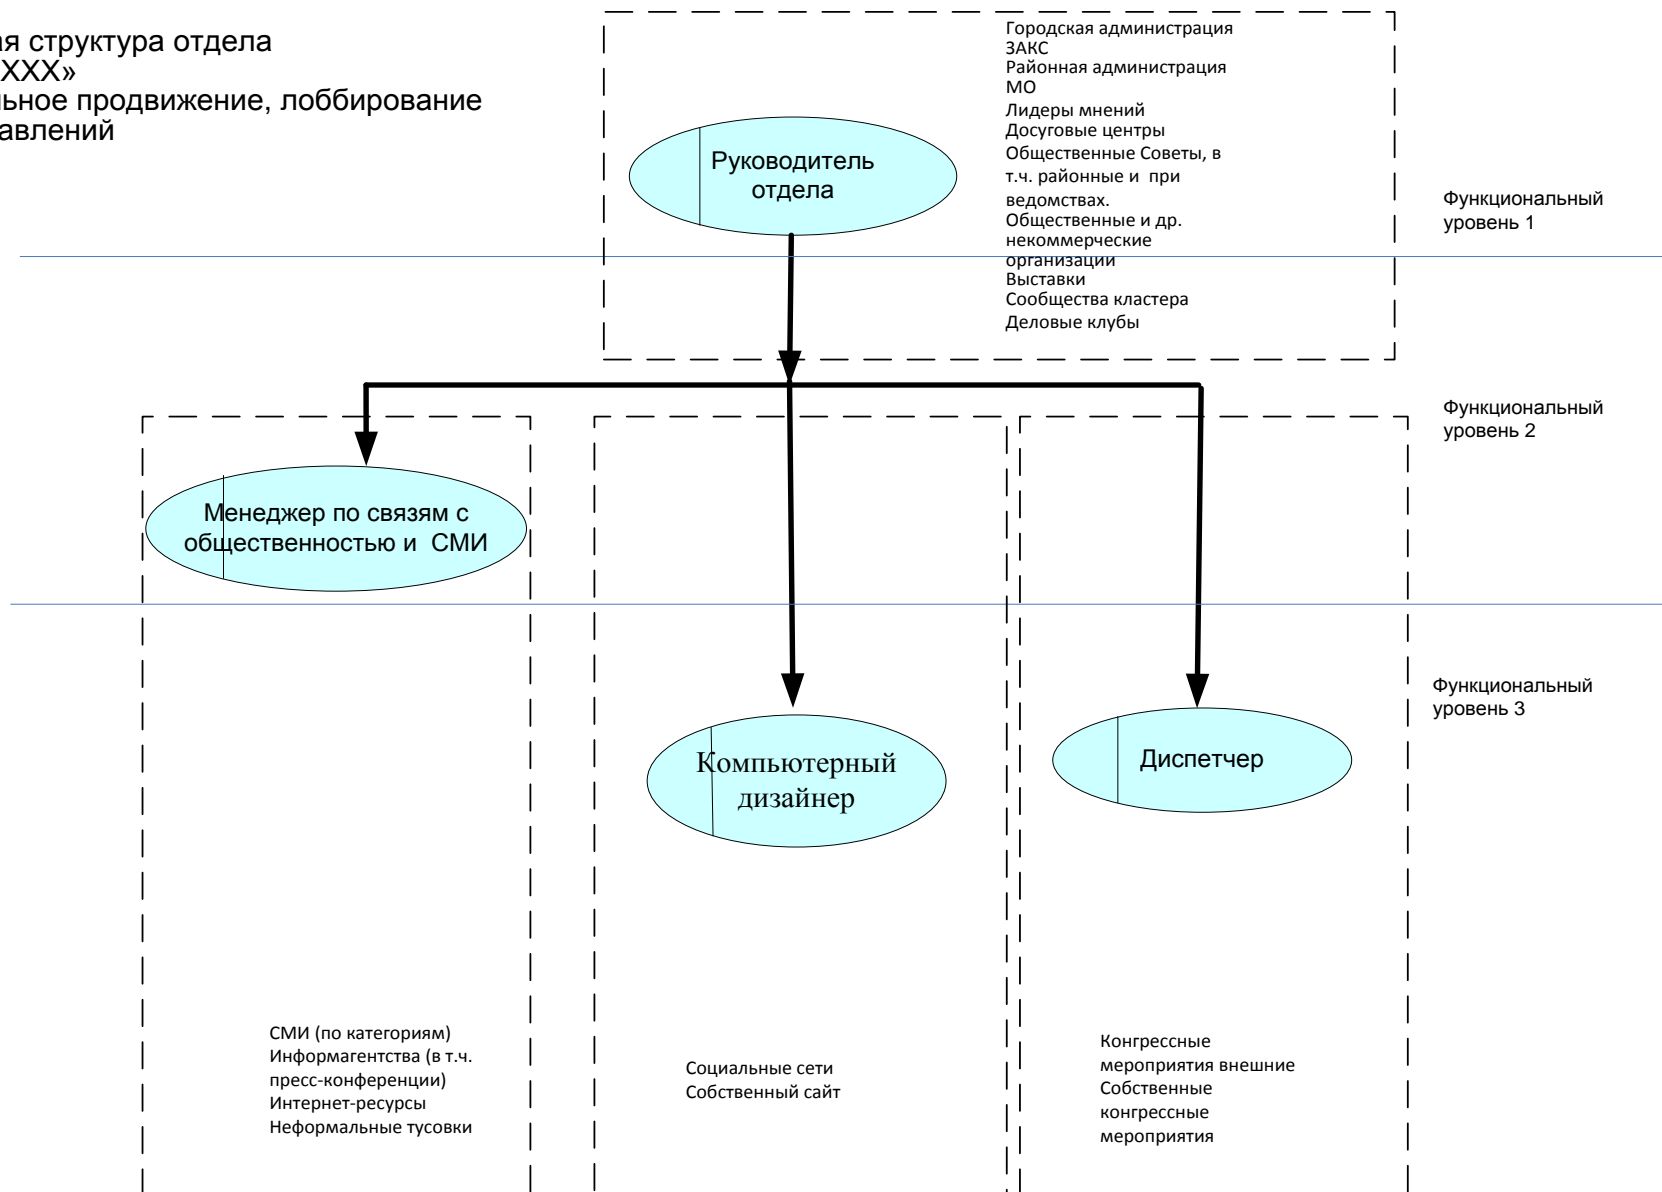 ая структура отдела
ХХХ»
льное продвижение, лоббирование
авлений
Городская администрация
ЗАКС
Районная администрация
МО
Лидеры мнений
Досуговые центры
Общественные Советы, в
т.ч. районные и при
ведомствах.
Общественные и др.
некоммерческие
организации
Выставки
Сообщества кластера
Деловые клубы
Руководитель
отдела
Функциональный
уровень 1
Функциональный
уровень 2
Менеджер по связям с
общественностью и СМИ
Функциональный
уровень 3
Компьютерный
дизайнер
Диспетчер
СМИ (по категориям)
Информагентства (в т.ч.
пресс-конференции)
Интернет-ресурсы
Неформальные тусовки
Социальные сети
Собственный сайт
Конгрессные
мероприятия внешние
Собственные
конгрессные
мероприятия